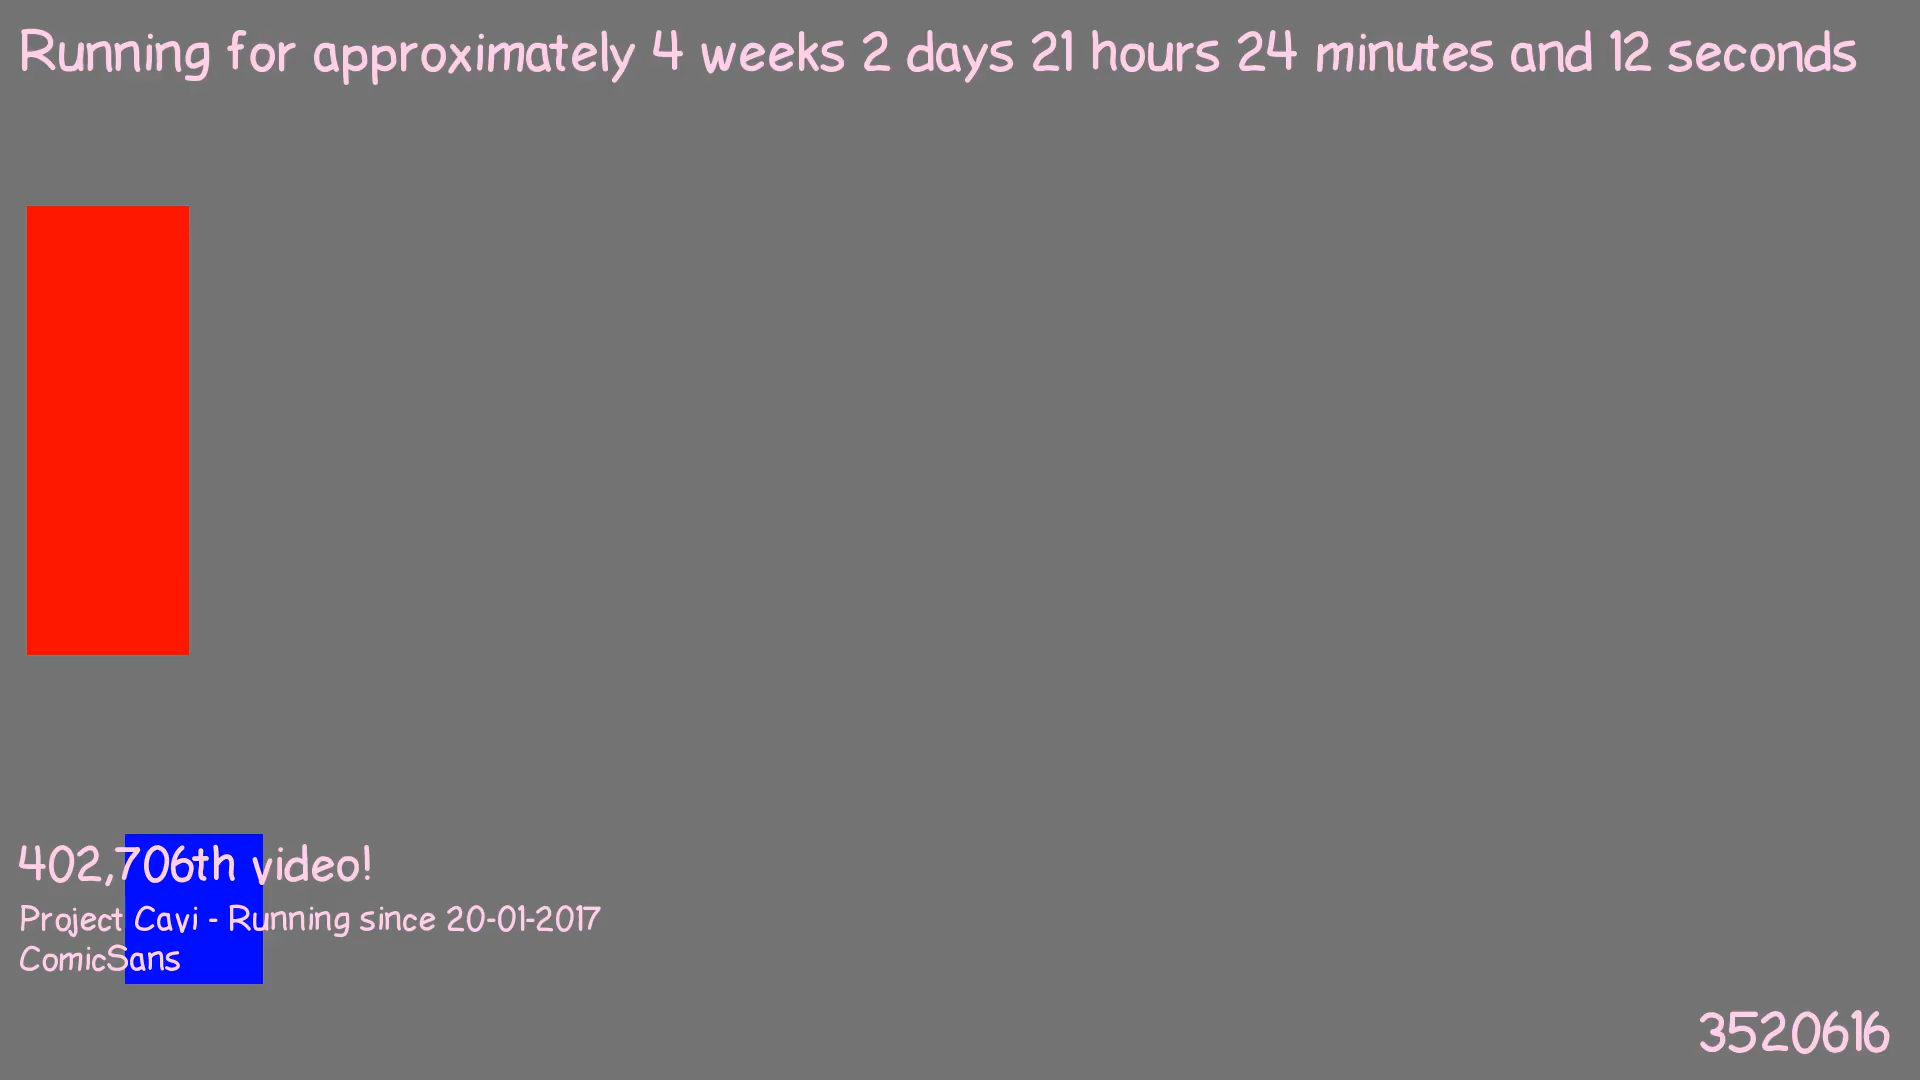 Running for approximately 4 weeks 2 days 21 hours 24 minutes and 12 seconds
402,706th video!
Project Cavi - Running since 20-01-2017
ComicSans
3520616